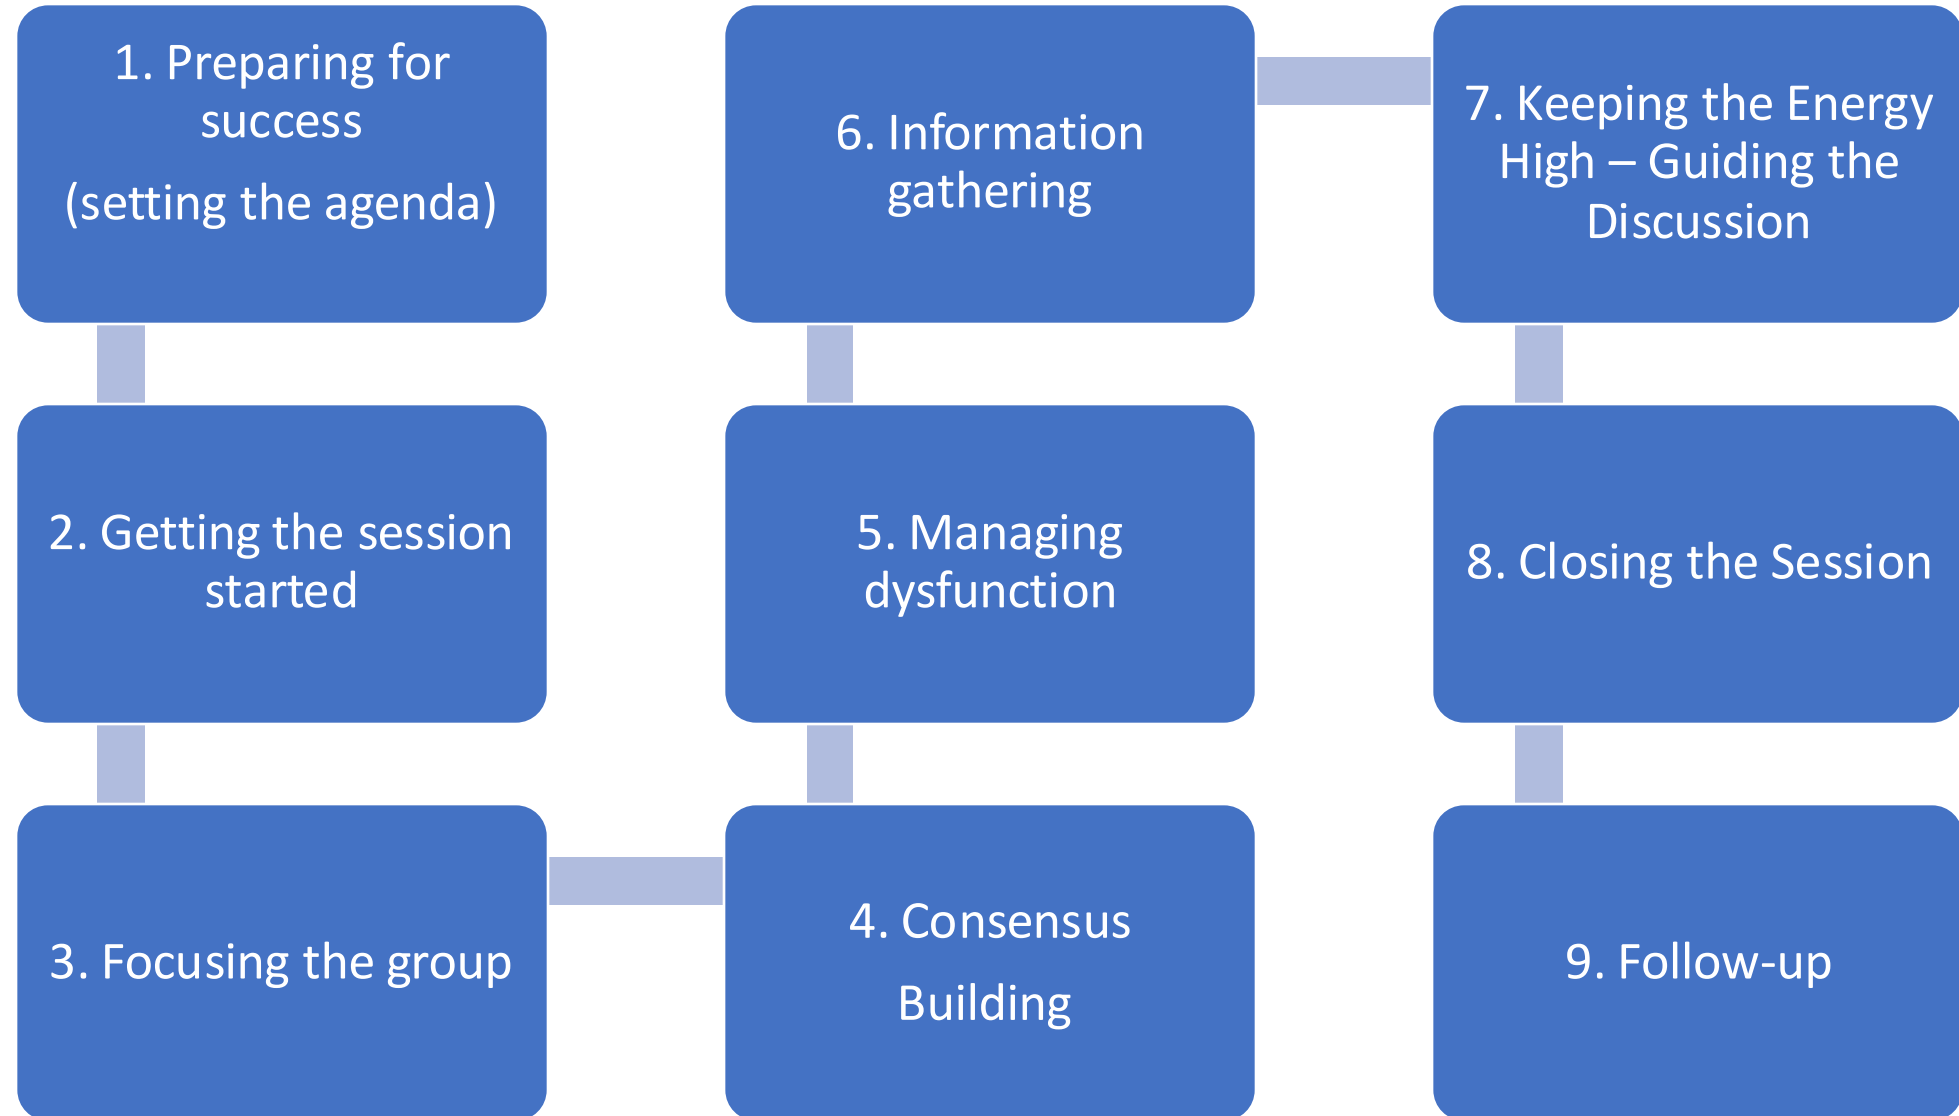 1. Preparing for
success
(setting the agenda)
2. Getting the session
started
3. Focusing the group
4. Consensus
Building
5. Managing
dysfunction
6. Information
gathering
7. Keeping the Energy
High – Guiding the
Discussion
8. Closing the Session
9. Follow-up